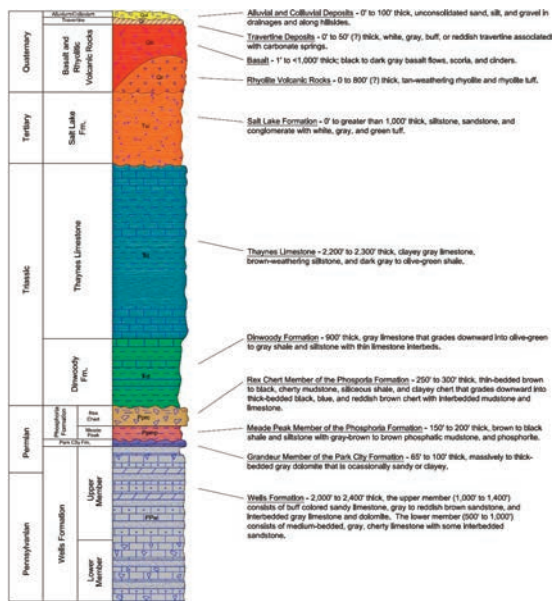 Alluvium/Colluvium
Travertine
Quaternary
Basalt and
Rhyolitic
Volcanic Rocks
Tertiary
Salt Lake
Fm.
Triassic
Thaynes Limestone
Dinwoody
Fm.
Permian
Phosphoria
Formation
Rex
Chert
Meade
Peak
Park City Fm.
Pennsylvanian
Wells Formation
Upper
Member
Lower
Member
Alluvial and Colliuvial Deposits - 0' to 100' thick, unconsolidated sand, silt, and gravel in
drainages and along hillsides.
Travertine Deposits - 0' to 50' (?) thick, white, gray, buff, or reddish travertine associated
with carbonate springs.
Basalt - 1' to <1,000' thick; black to dark gray basalt flows, scoria, and cinders.
Rhyolite Volcanic Rocks - 0 to 800' (?) thick, tan-weathering rhyolite and rhyolite tuff.
Salt Lake Formation - 0' to greater than 1,000' thick, siltstone, sandstone, and
conglomerate with white, gray, and green tuff.
Thaynes Limestone - 2,200' to 2,300' thick, clayey gray limestone,
brown-weathering siltstone, and dark gray to olive-green shale.
Dinwoody Formation - 900' thick, gray limestone that grades downward into olive-green
to gray shale and siltstone with thin limestone interbeds.
Rex Chert Member of the Phosporia Formation - 250' to 300' thick, thin-bedded brown
to black, cherty mudstone, siliceous shale, and clayey chert that grades downward into
thick-bedded black, blue, and reddish brown chert with interbedded mudstone and
limestone.
Meade Peak Member of the Phosphoria Formation - 150' to 200' thick, brown to black
shale and siltstone with gray-brown to brown phosphatic mudstone, and phosphorite.
Grandeur Member of the Park City Formation - 65' to 100' thick, massively to thick-
bedded gray dolomite that is ocassionally sandy or clayey.
Wells Formation - 2,000' to 2,400' thick, the upper member (1,000' to 1,400')
consists of buff colored sandy limestone, gray to reddish brown sandstone, and
interbedded gray limestone and dolomite. The lower member (500' to 1,000')
consists of medium-bedded, gray, cherty limestone with some interbedded
sandstone.